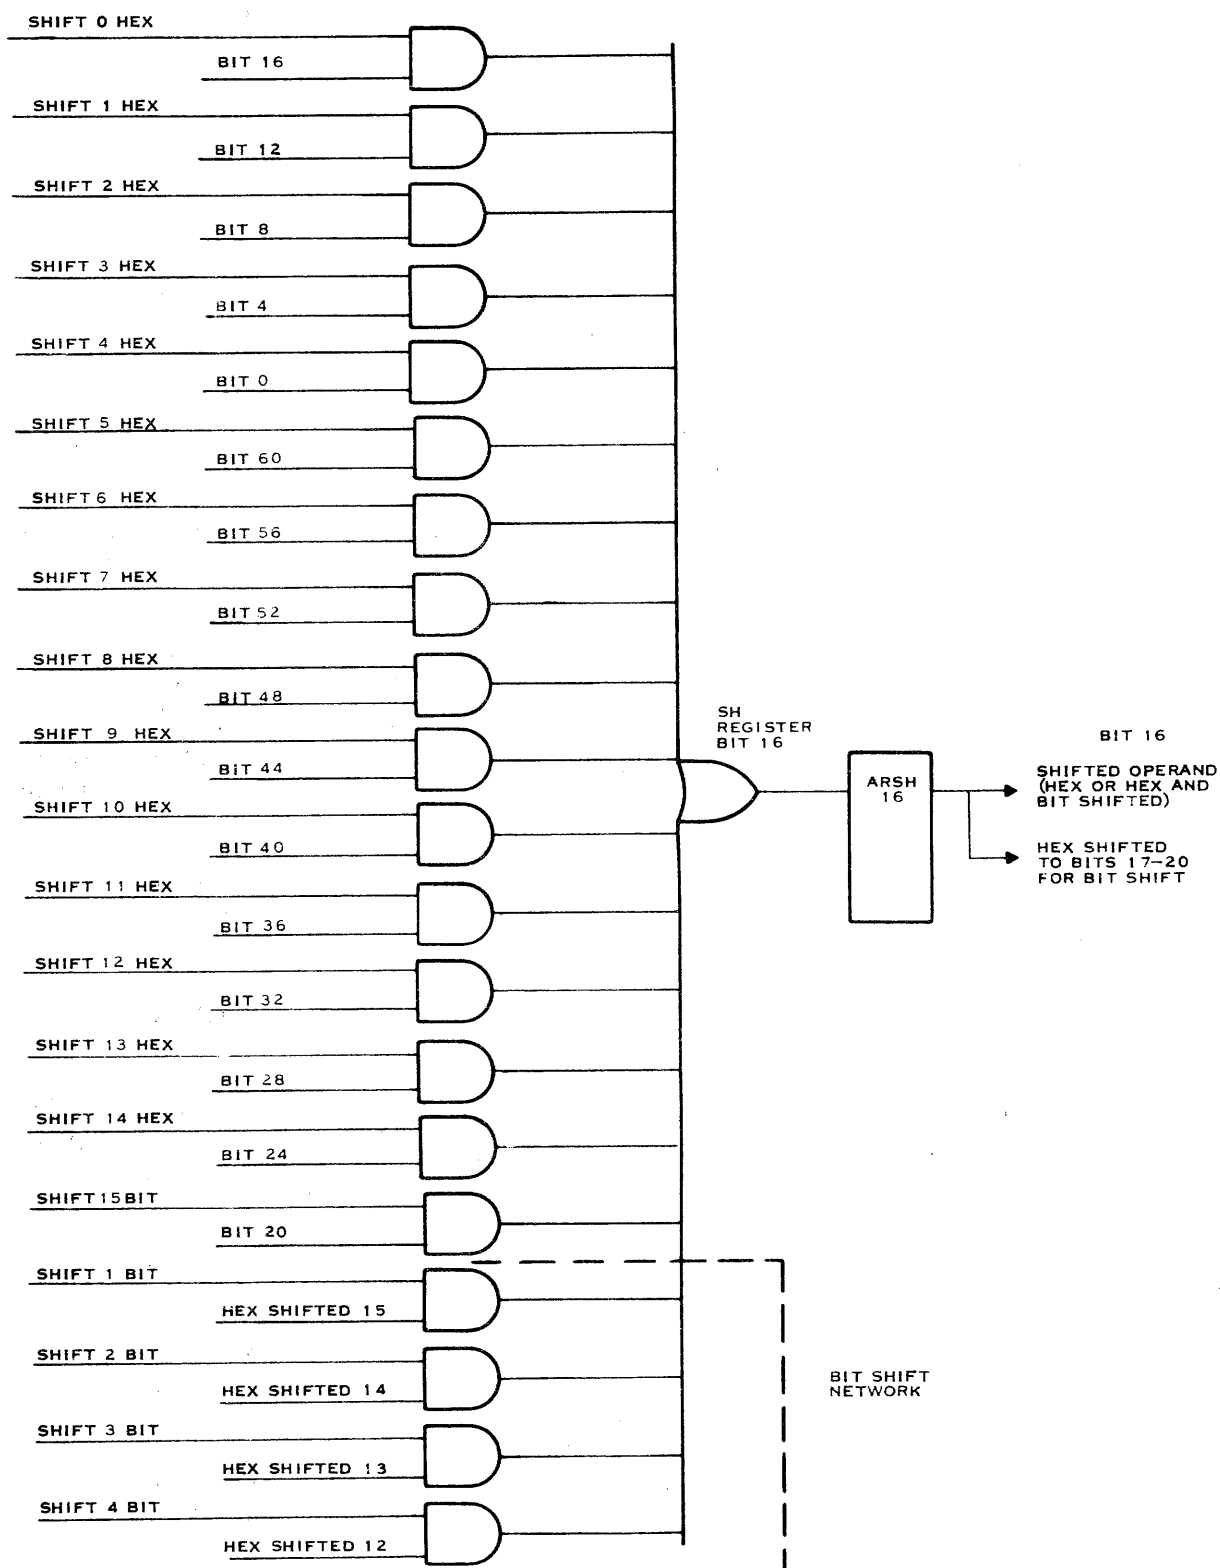 SHIFT 0 HEX
BIT 16
SHIFT 1 HEX
BIT 12
SHIFT 2 HEX
BIT 8
SHIFT 3 HEX
BIT 4
SHIFT 4 HEX
BIT 0
SHIFT 5 HEX
BIT 60
SHIFT 6 HEX
BIT 56
SHIFT 7 HEX
BIT 52
SHIFT 8 HEX
BIT 48
SHIFT 9 HEX
BIT 44
SHIFT 10 HEX
BIT 40
SHIFT 11 HEX
BIT 36
SHIFT 12 HEX
BIT 32
SHIFT 13 HEX
BIT 28
SHIFT 14 HEX
BIT 24
SHIFT 15 BIT
BIT 20
SHIFT 1 BIT
HEX SHIFTED 15
SHIFT 2 BIT
HEX SHIFTED 14
SHIFT 3 BIT
HEX SHIFTED 13
SHIFT 4 BIT
HEX SHIFTED 12
SH
REGISTER
BIT 16
ARSH
16
BIT 16
SHIFTED OPERAND
(HEX OR HEX AND
BIT SHIFTED)
HEX SHIFTED
TO BITS 17-20
FOR BIT SHIFT
BIT SHIFT
NETWORK